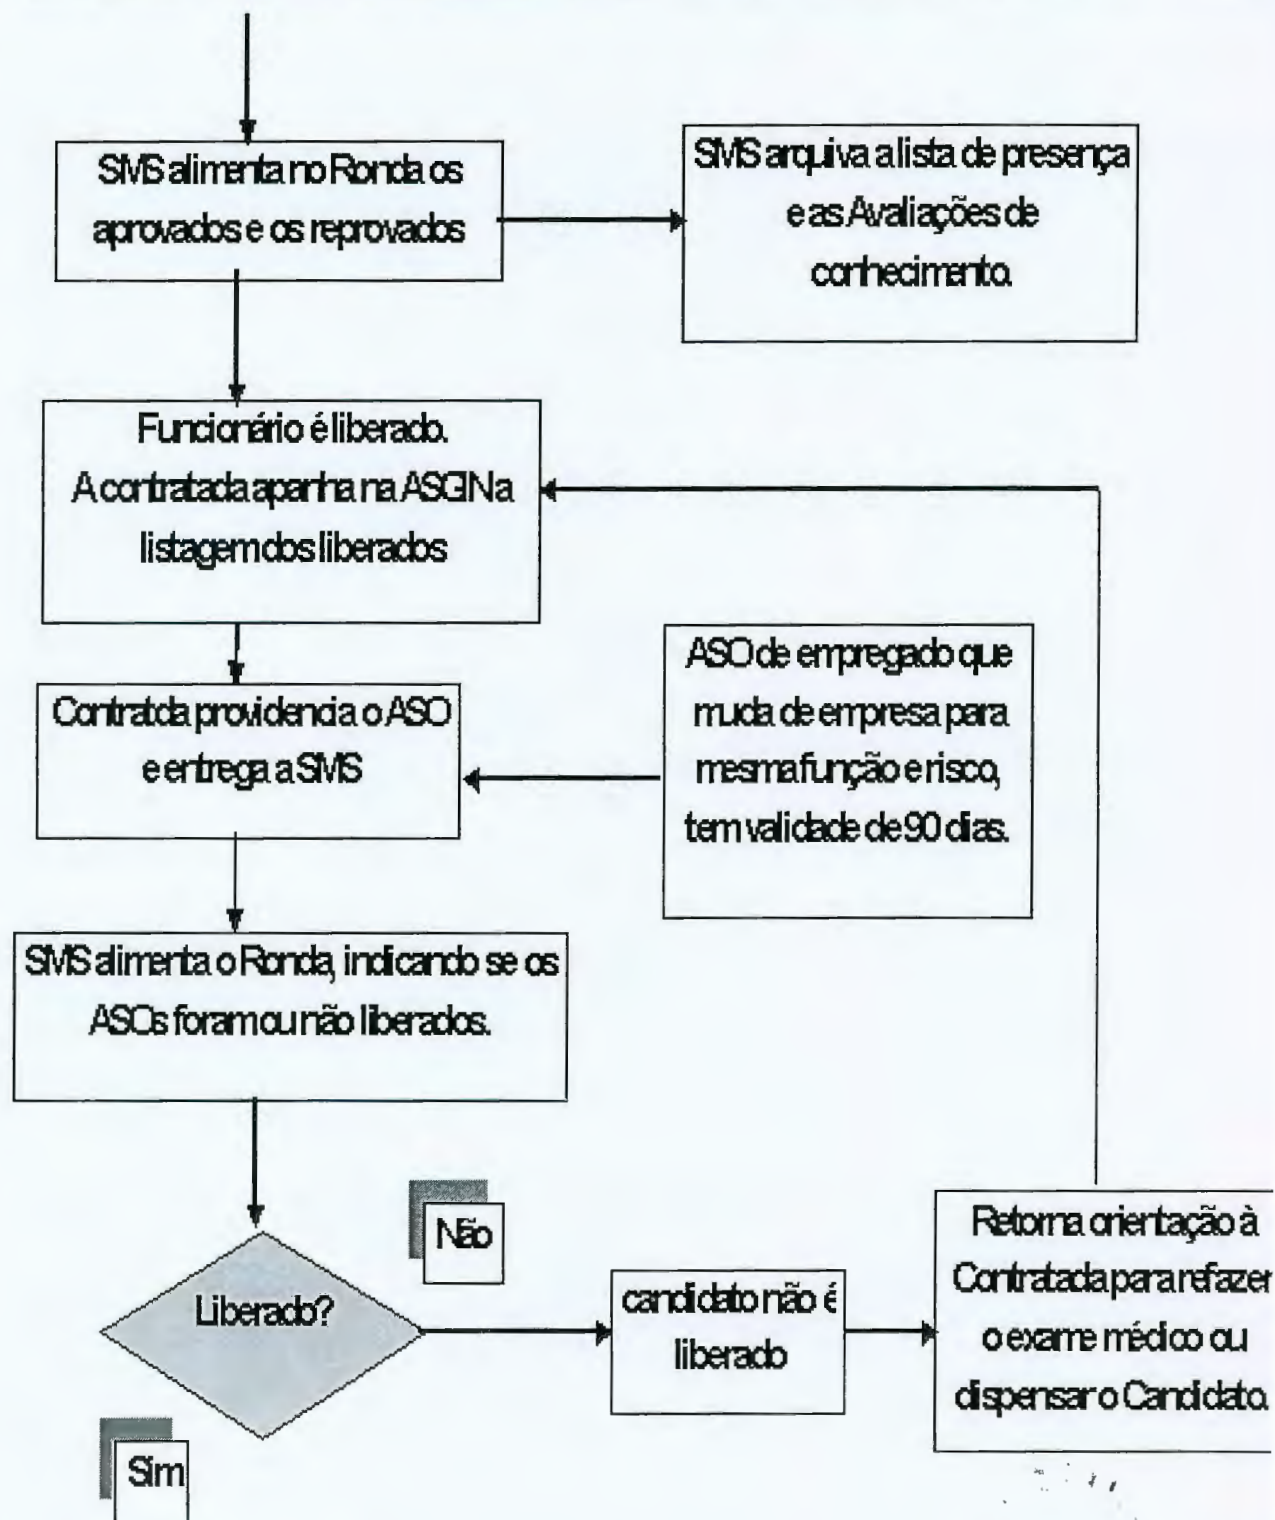 SMS alimenta no Ronda os
aprovados e os reprovados
SMS arquiva a lista de presença
e as Avaliações de
conhecimento.
Funcionário é liberado.
A contratada apanha na ASGIN a
listagem dos liberados
Contratda providencia o ASO
e entrega a SMS
ASO de empregado que
muda de empresa para
mesma função e risco,
tem validade de 90 dias.
SMS alimenta o Ronda, indicando se os
ASOs foram ou não liberados.
Não
Liberado?
candidato não é
liberado
Retorna orientação à
Contratada para refazer
o exame médico ou
dispensar o Candidato.
Sim